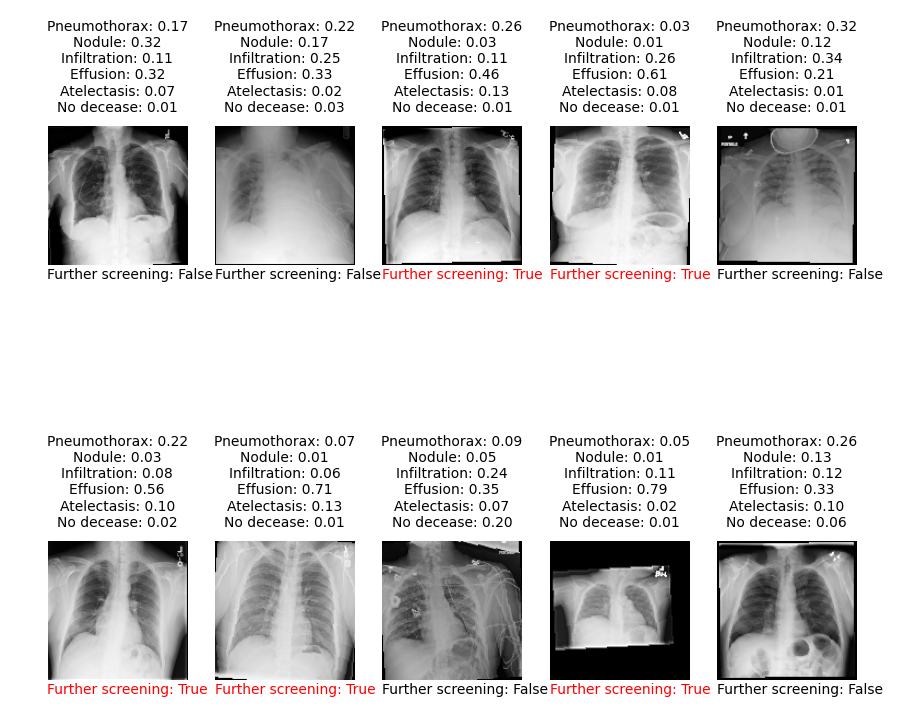 Pneumothorax: 0.17
Nodule: 0.32
Infiltration: 0.11
Effusion: 0.32
Atelectasis: 0.07
No decease: 0.01
Further screening: False
Pneumothorax: 0.22
Nodule: 0.17
Infiltration: 0.25
Effusion: 0.33
Atelectasis: 0.02
No decease: 0.03
Further screening: False
Pneumothorax: 0.26
Nodule: 0.03
Infiltration: 0.11
Effusion: 0.46
Atelectasis: 0.13
No decease: 0.01
Further screening: True
Pneumothorax: 0.03
Nodule: 0.01
Infiltration: 0.26
Effusion: 0.61
Atelectasis: 0.08
No decease: 0.01
Further screening: True
Pneumothorax: 0.32
Nodule: 0.12
Infiltration: 0.34
Effusion: 0.21
Atelectasis: 0.01
No decease: 0.01
PORTABLE
Further screening: False
Pneumothorax: 0.22
Nodule: 0.03
Infiltration: 0.08
Effusion: 0.56
Atelectasis: 0.10
No decease: 0.02
Further screening: True
Pneumothorax: 0.07
Nodule: 0.01
Infiltration: 0.06
Effusion: 0.71
Atelectasis: 0.13
No decease: 0.01
Further screening: True
Pneumothorax: 0.09
Nodule: 0.05
Infiltration: 0.24
Effusion: 0.35
Atelectasis: 0.07
No decease: 0.20
Further screening: False
Pneumothorax: 0.05
Nodule: 0.01
Infiltration: 0.11
Effusion: 0.79
Atelectasis: 0.02
No decease: 0.01
Further screening: True
Pneumothorax: 0.26
Nodule: 0.13
Infiltration: 0.12
Effusion: 0.33
Atelectasis: 0.10
No decease: 0.06
Further screening: False